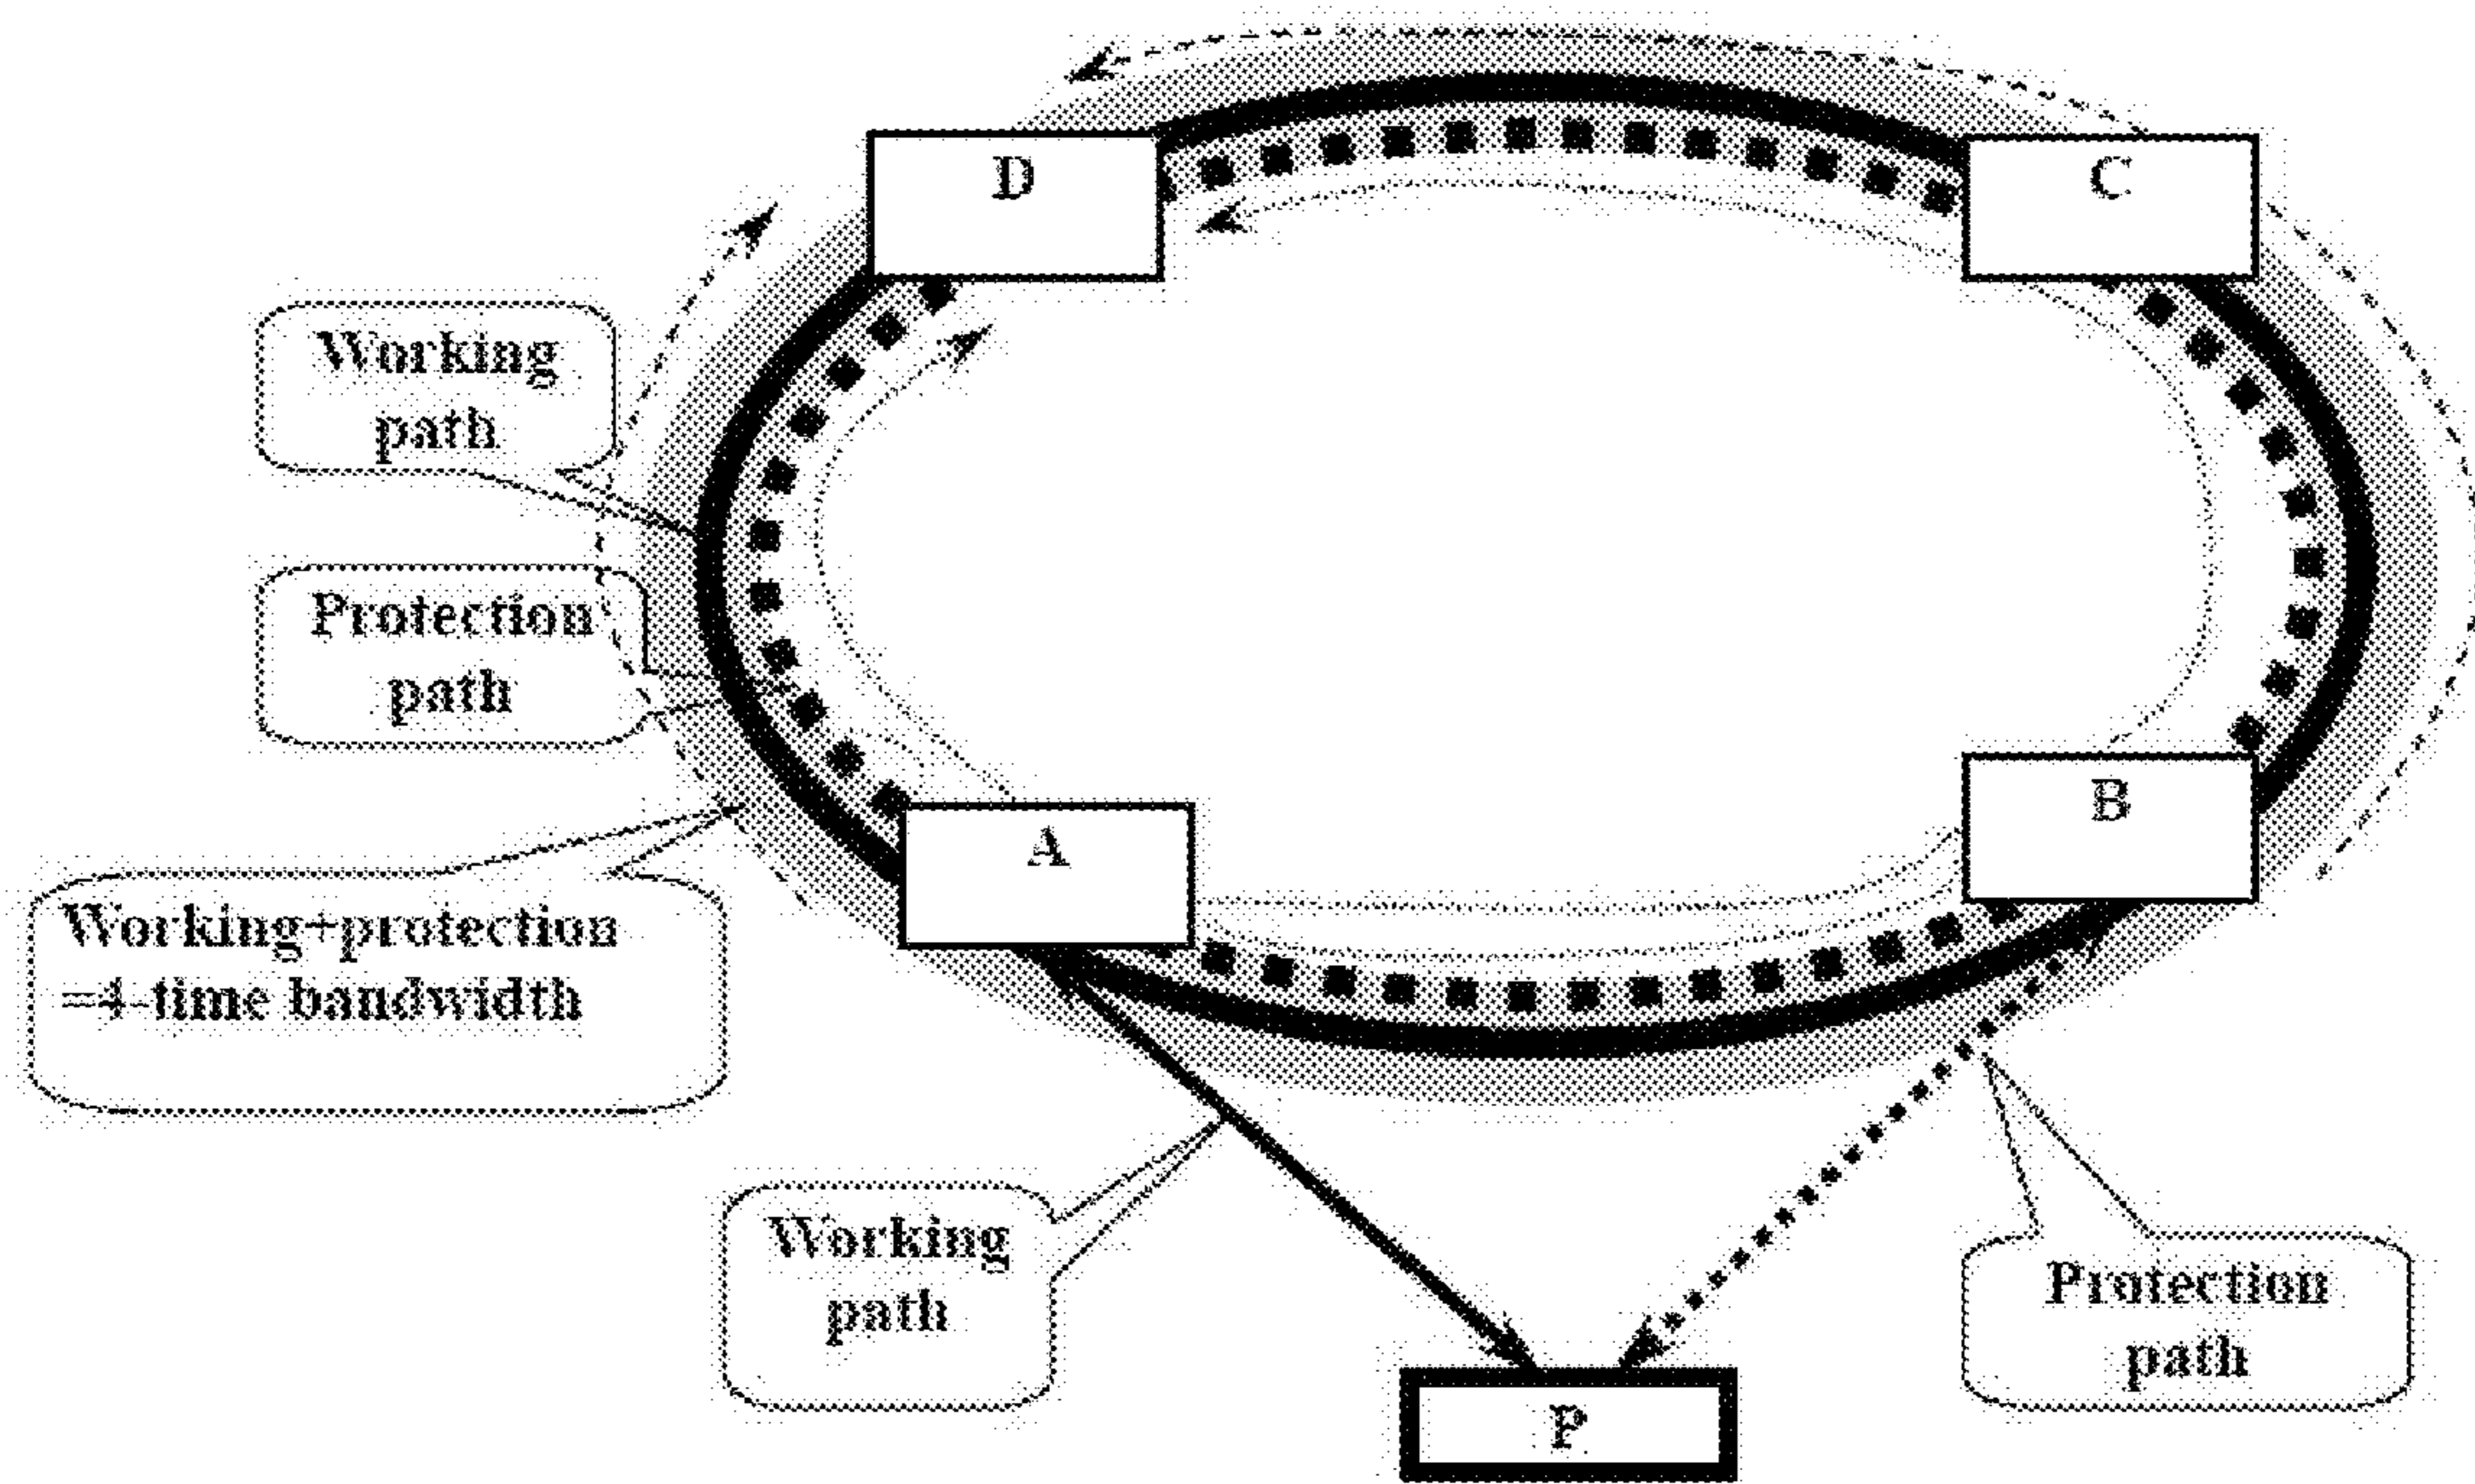 D
C
Working
path
Protection
path
B
A
Working+protection
=4-time bandwidth
Working
path
Protection
path
P